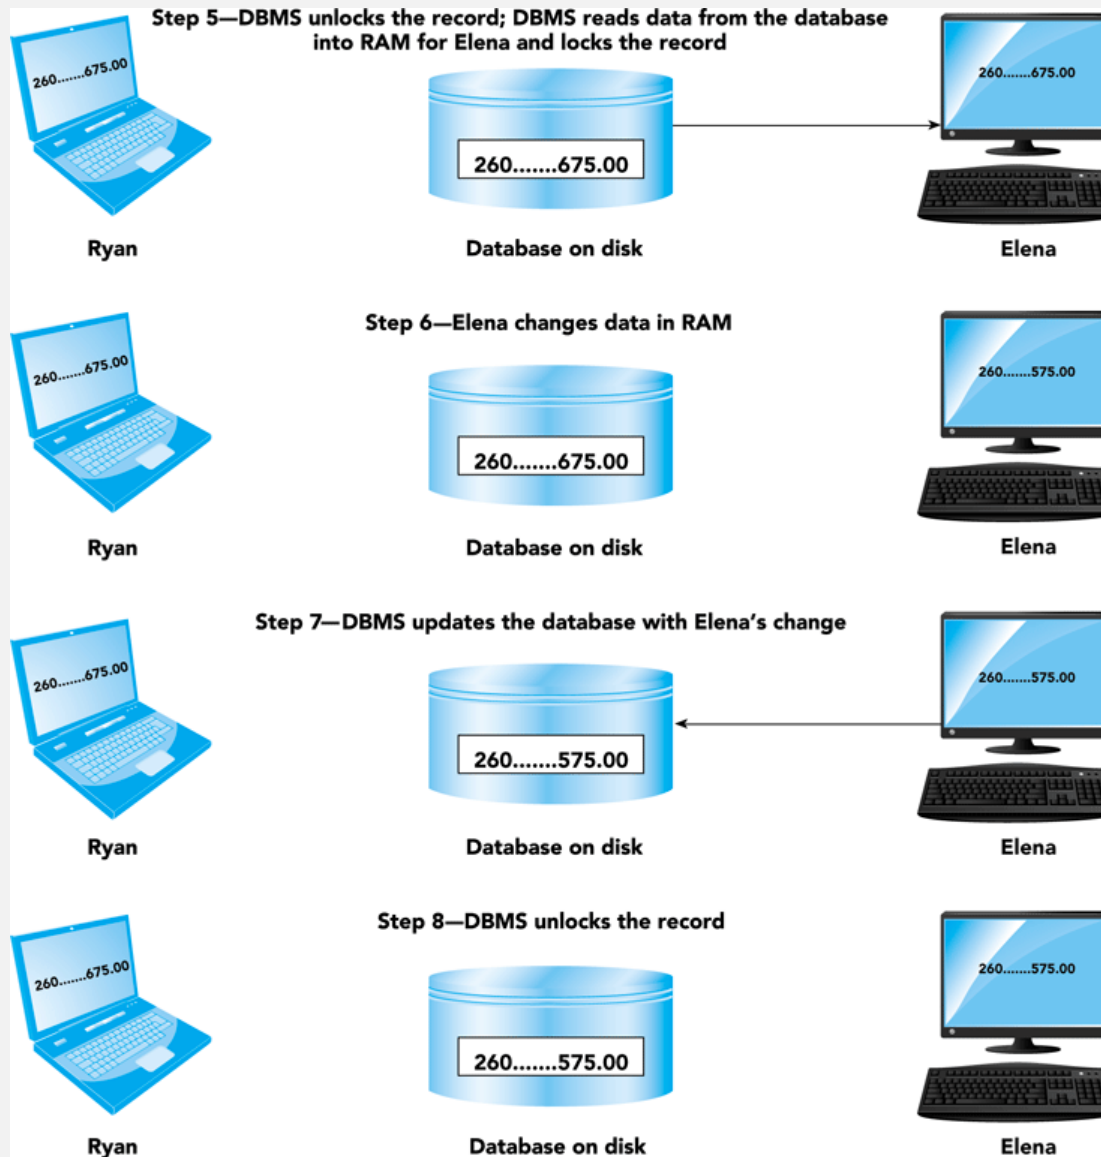 Step 5—DBMS unlocks the record; DBMS reads data from the database
into RAM for Elena and locks the record
260.......675.00
260.......675.00
260.......675.00
Ryan
Database on disk
Elena
Step 6—Elena changes data in RAM
260.......675.00
260.......675.00
260.......575.00
Ryan
Database on disk
Elena
Step 7—DBMS updates the database with Elena’s change
260.......675.00
260.......575.00
260.......575.00
Ryan
Database on disk
Elena
Step 8—DBMS unlocks the record
260.......675.00
260.......575.00
260.......575.00
Ryan
Database on disk
Elena